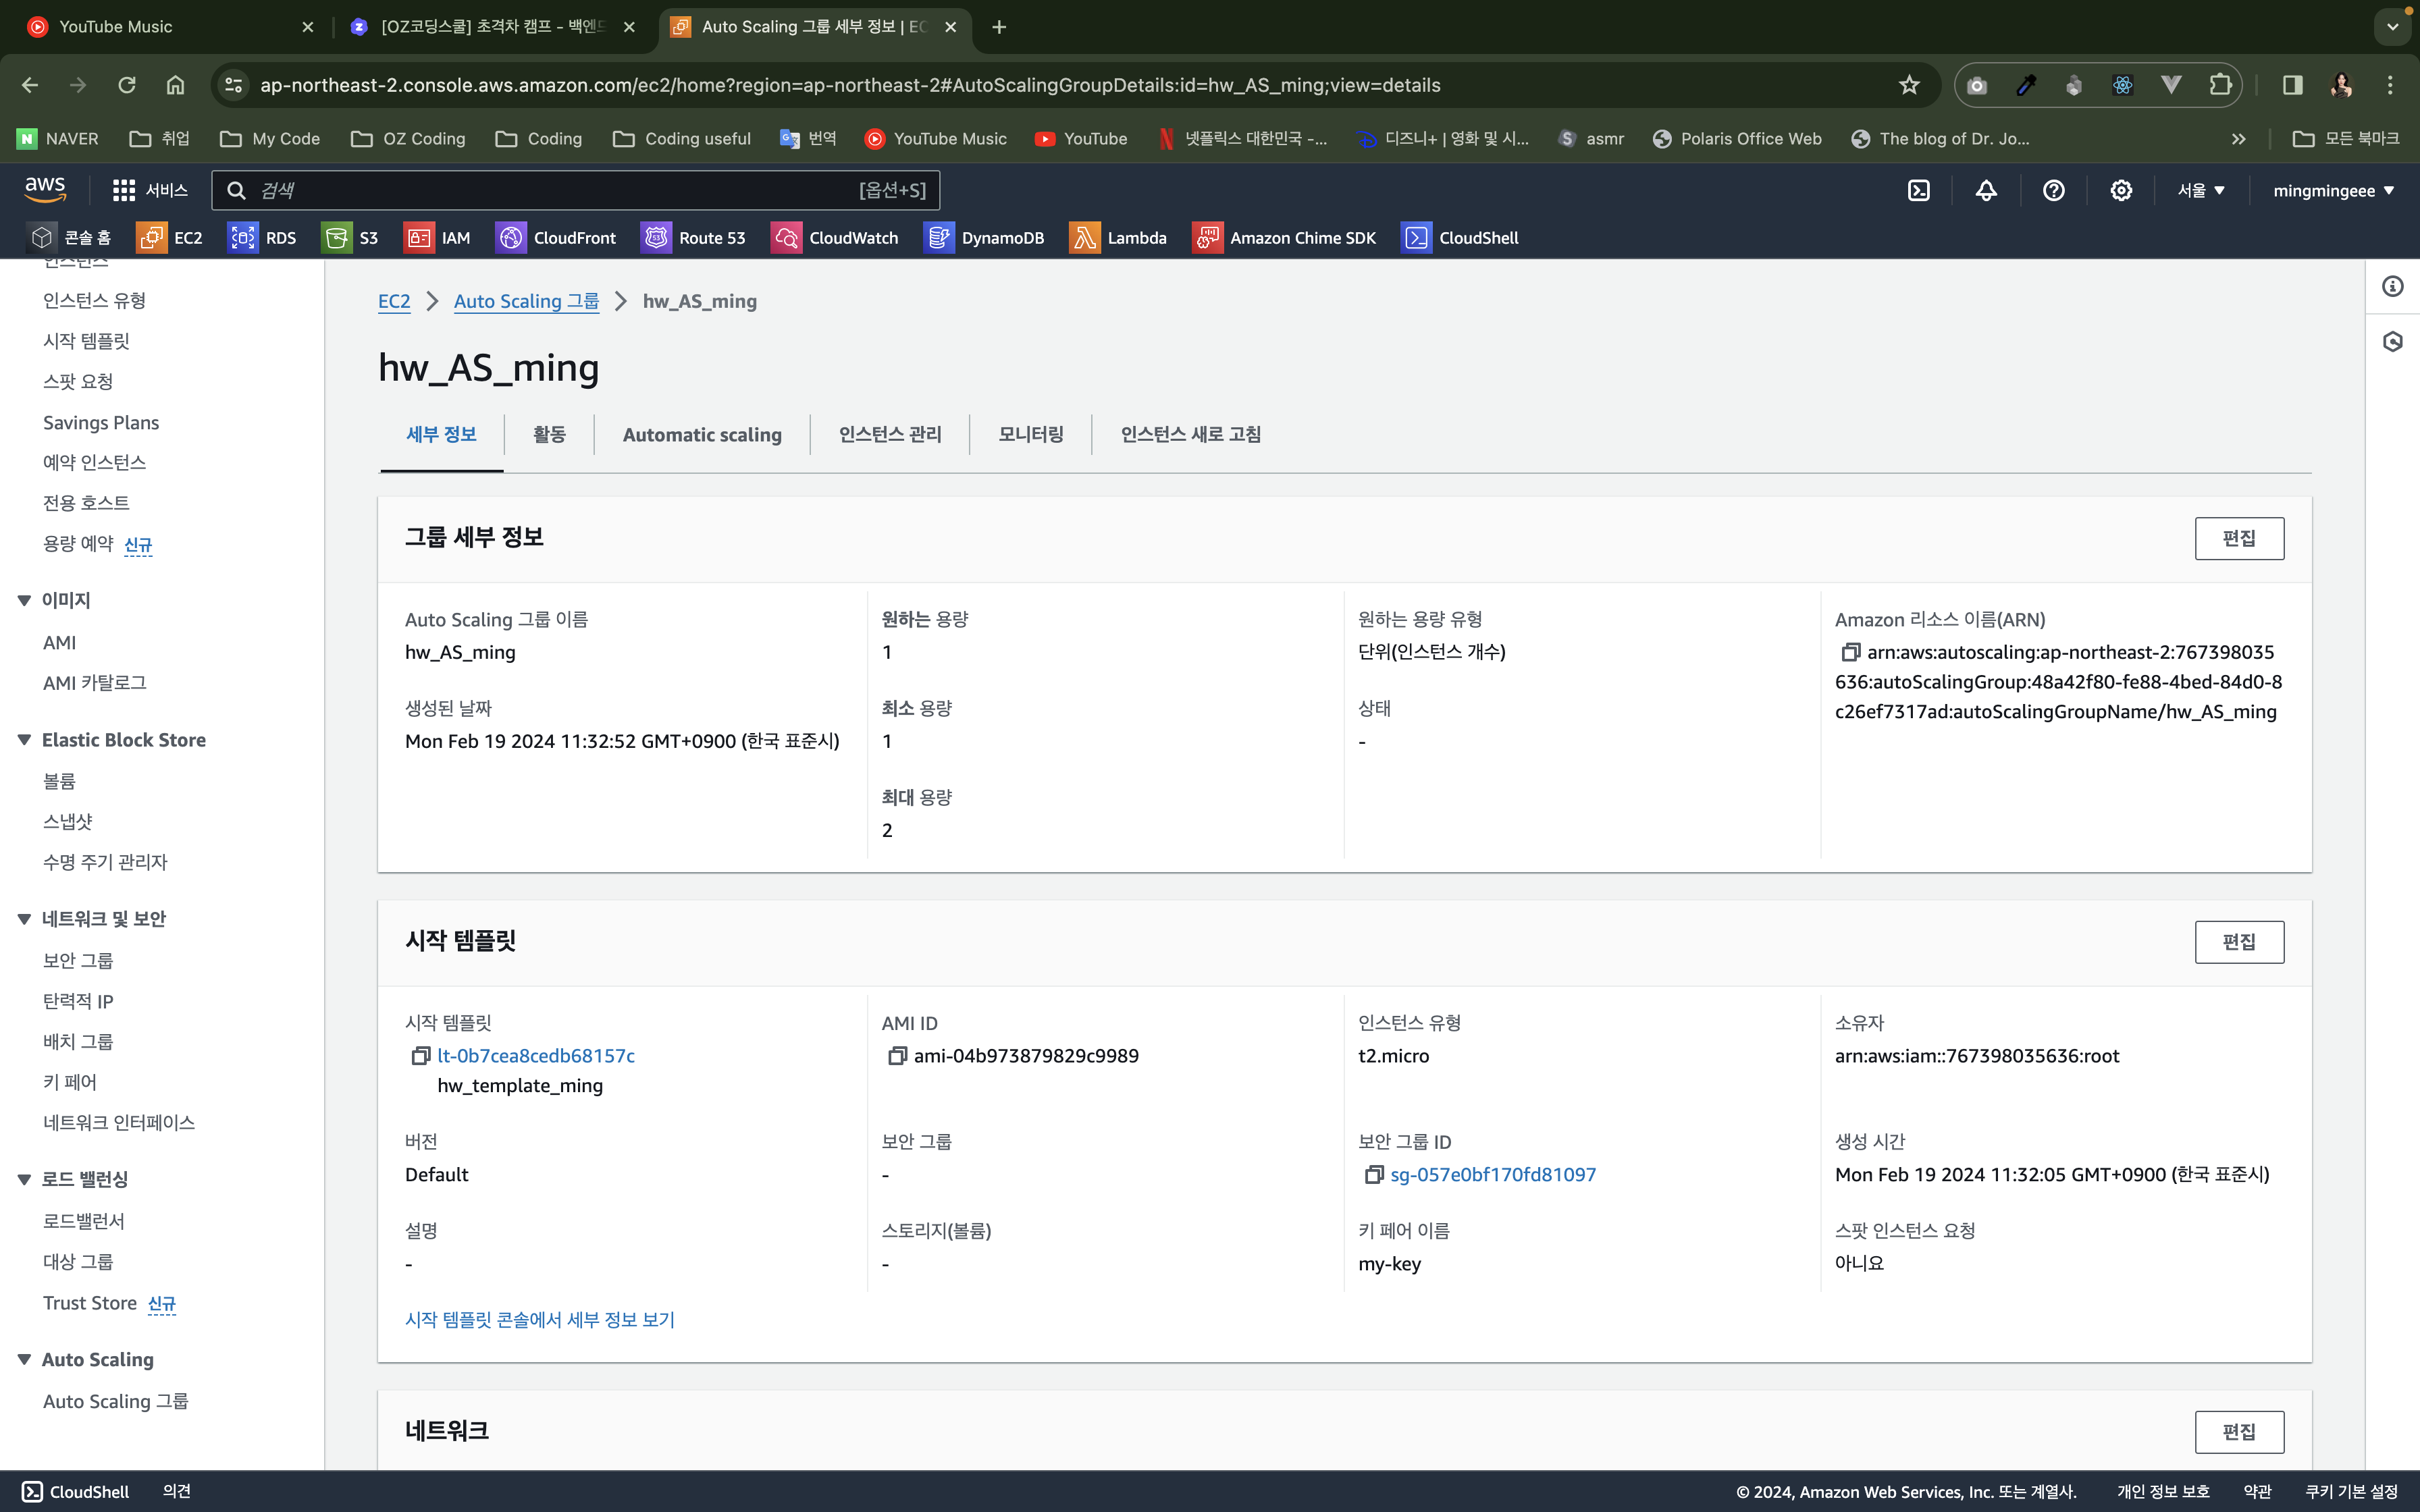 YouTube Music
[OZ코딩스쿨] 초격차 캠프 - 백엔드
Auto Scaling 그룹 세부 정보 | EC
ap-northeast-2.console.aws.amazon.com/ec2/home?region=ap-northeast-2#AutoScalingGroupDetails:id=hw_AS_ming;view=details
NAVER 취업 My Code OZ Coding Coding Coding useful 번역 YouTube Music YouTube 넷플릭스 대한민국 -... 디즈니+ | 영화 및 시... asmr Polaris Office Web The blog of Dr. Jo... 모든 북마크
aws 서비스 검색 [옵션+S] 서울 mingmingeee
콘솔 홈 EC2 RDS S3 IAM CloudFront Route 53 CloudWatch DynamoDB Lambda Amazon Chime SDK CloudShell
인스턴스
인스턴스 유형
시작 템플릿
스팟 요청
Savings Plans
예약 인스턴스
전용 호스트
용량 예약 신규
이미지
AMI
AMI 카탈로그
Elastic Block Store
볼륨
스냅샷
수명 주기 관리자
네트워크 및 보안
보안 그룹
탄력적 IP
배치 그룹
키 페어
네트워크 인터페이스
로드 밸런싱
로드밸런서
대상 그룹
Trust Store 신규
Auto Scaling
Auto Scaling 그룹
EC2 > Auto Scaling 그룹 > hw_AS_ming
hw_AS_ming
세부 정보 활동 Automatic scaling 인스턴스 관리 모니터링 인스턴스 새로 고침
그룹 세부 정보
편집
Auto Scaling 그룹 이름
hw_AS_ming
생성된 날짜
Mon Feb 19 2024 11:32:52 GMT+0900 (한국 표준시)
원하는 용량
1
최소 용량
1
최대 용량
2
원하는 용량 유형
단위(인스턴스 개수)
상태
-
Amazon 리소스 이름(ARN)
arn:aws:autoscaling:ap-northeast-2:767398035
636:autoScalingGroup:48a42f80-fe88-4bed-84d0-8
c26ef7317ad:autoScalingGroupName/hw_AS_ming
시작 템플릿
편집
시작 템플릿
lt-0b7cea8cedb68157c
hw_template_ming
AMI ID
ami-04b973879829c9989
인스턴스 유형
t2.micro
소유자
arn:aws:iam::767398035636:root
버전
Default
보안 그룹
-
보안 그룹 ID
sg-057e0bf170fd81097
생성 시간
Mon Feb 19 2024 11:32:05 GMT+0900 (한국 표준시)
설명
-
스토리지(볼륨)
-
키 페어 이름
my-key
스팟 인스턴스 요청
아니요
시작 템플릿 콘솔에서 세부 정보 보기
네트워크
편집
CloudShell 의견 © 2024, Amazon Web Services, Inc. 또는 계열사. 개인 정보 보호 약관 쿠키 기본 설정